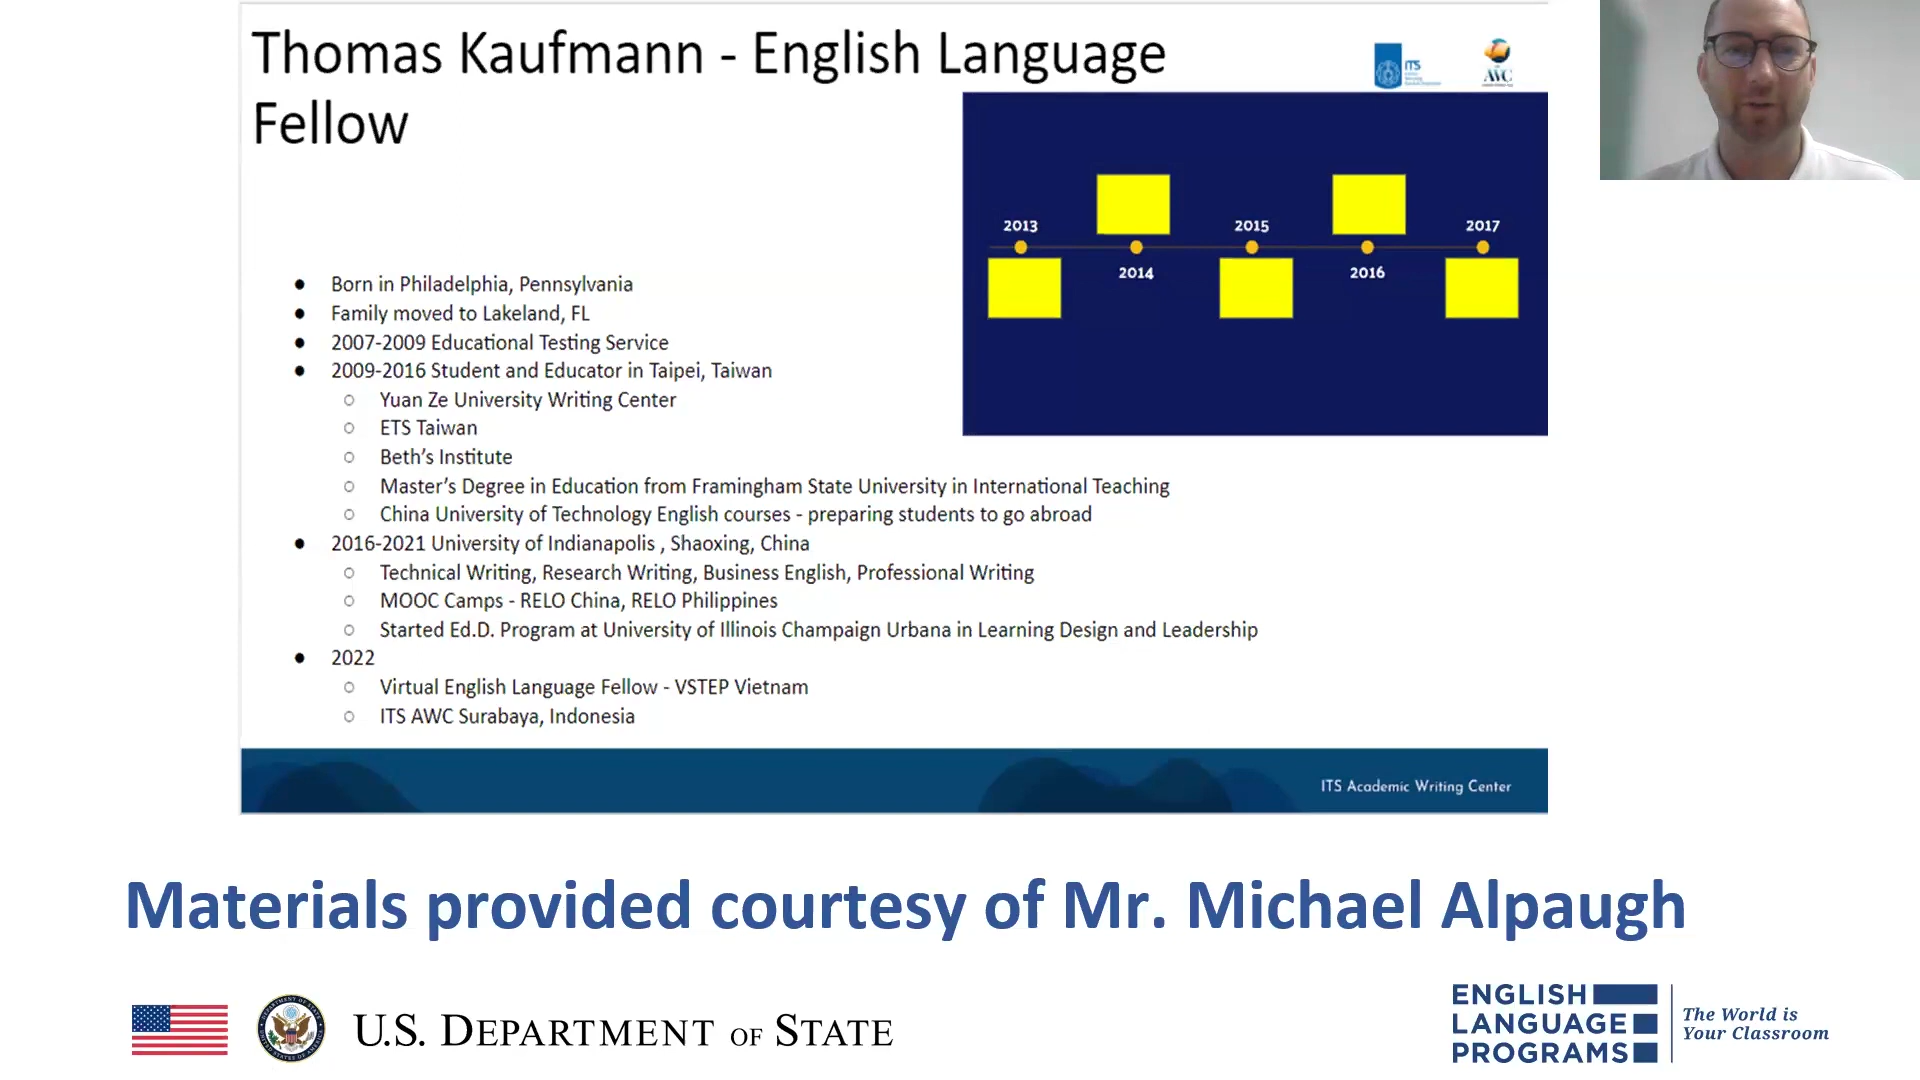 Thomas Kaufmann - English Language
Fellow
ITS
AWC
2013
2015
2017
2014
2016
● Born in Philadelphia, Pennsylvania
● Family moved to Lakeland, FL
● 2007-2009 Educational Testing Service
● 2009-2016 Student and Educator in Taipei, Taiwan
○ Yuan Ze University Writing Center
○ ETS Taiwan
○ Beth's Institute
○ Master's Degree in Education from Framingham State University in International Teaching
○ China University of Technology English courses - preparing students to go abroad
● 2016-2021 University of Indianapolis , Shaoxing, China
○ Technical Writing, Research Writing, Business English, Professional Writing
○ MOOC Camps - RELO China, RELO Philippines
○ Started Ed.D. Program at University of Illinois Champaign Urbana in Learning Design and Leadership
● 2022
○ Virtual English Language Fellow - VSTEP Vietnam
○ ITS AWC Surabaya, Indonesia
ITS Academic Writing Center
Materials provided courtesy of Mr. Michael Alpaugh
U.S. DEPARTMENT OF STATE
ENGLISH
LANGUAGE
PROGRAMS
The World is
Your Classroom